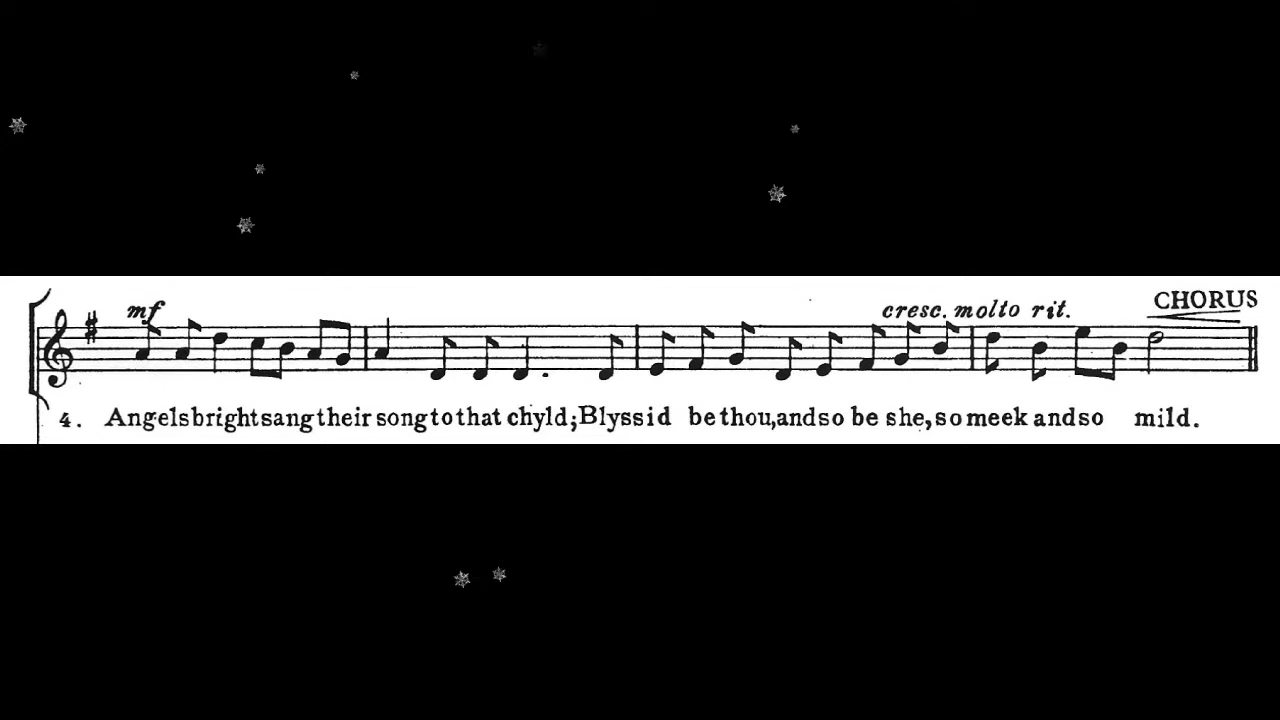 mf cresc. molto rit. CHORUS
4. Angels bright sang their song to that chyld; Blyssid be thou, and so be she, so meek and so mild.